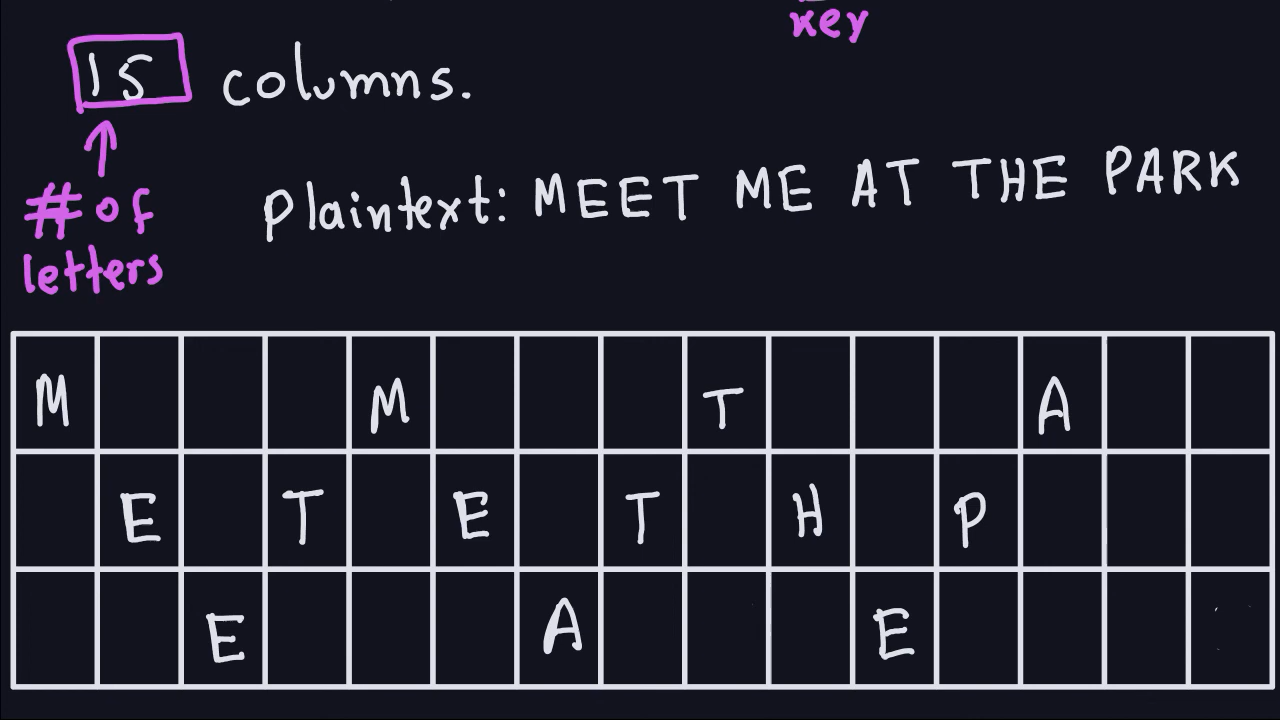 key
15 columns.
# of
letters
Plaintext: MEET ME AT THE PARK
M M T A
E T E T H P
E A E